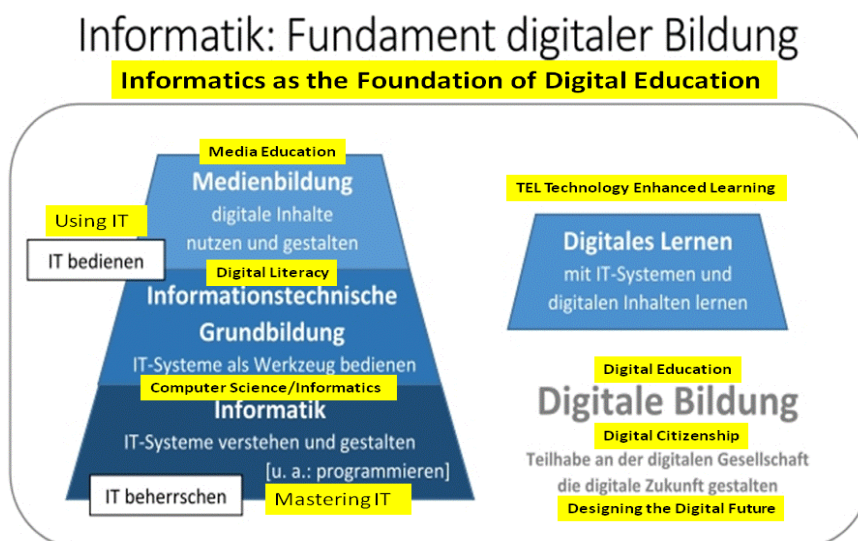 Informatik: Fundament digitaler Bildung
Informatics as the Foundation of Digital Education
Media Education
Medienbildung
digitale Inhalte
nutzen und gestalten
Using IT
IT bedienen
Digital Literacy
Informationstechnische
Grundbildung
IT-Systeme als Werkzeug bedienen
Computer Science/Informatics
Informatik
IT-Systeme verstehen und gestalten
[u. a.: programmieren]
IT beherrschen
Mastering IT
TEL Technology Enhanced Learning
Digitales Lernen
mit IT-Systemen und
digitalen Inhalten lernen
Digital Education
Digitale Bildung
Digital Citizenship
Teilhabe an der digitalen Gesellschaft
die digitale Zukunft gestalten
Designing the Digital Future